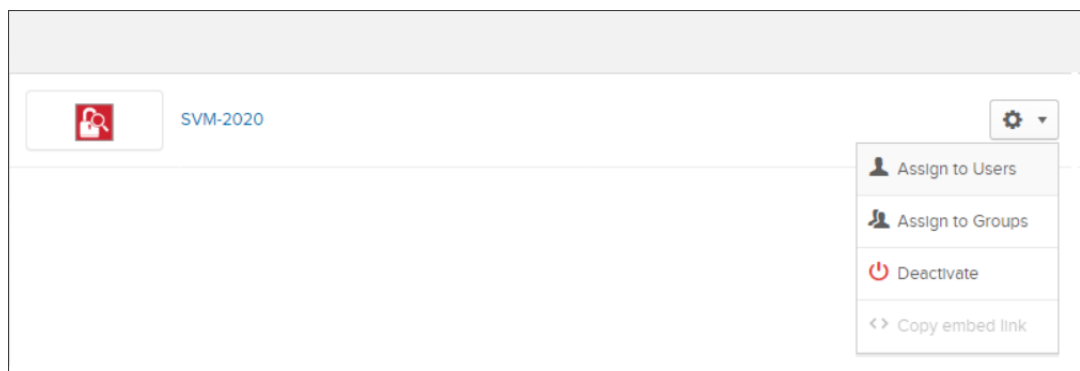 SVM-2020
Assign to Users
Assign to Groups
Deactivate
Copy embed link